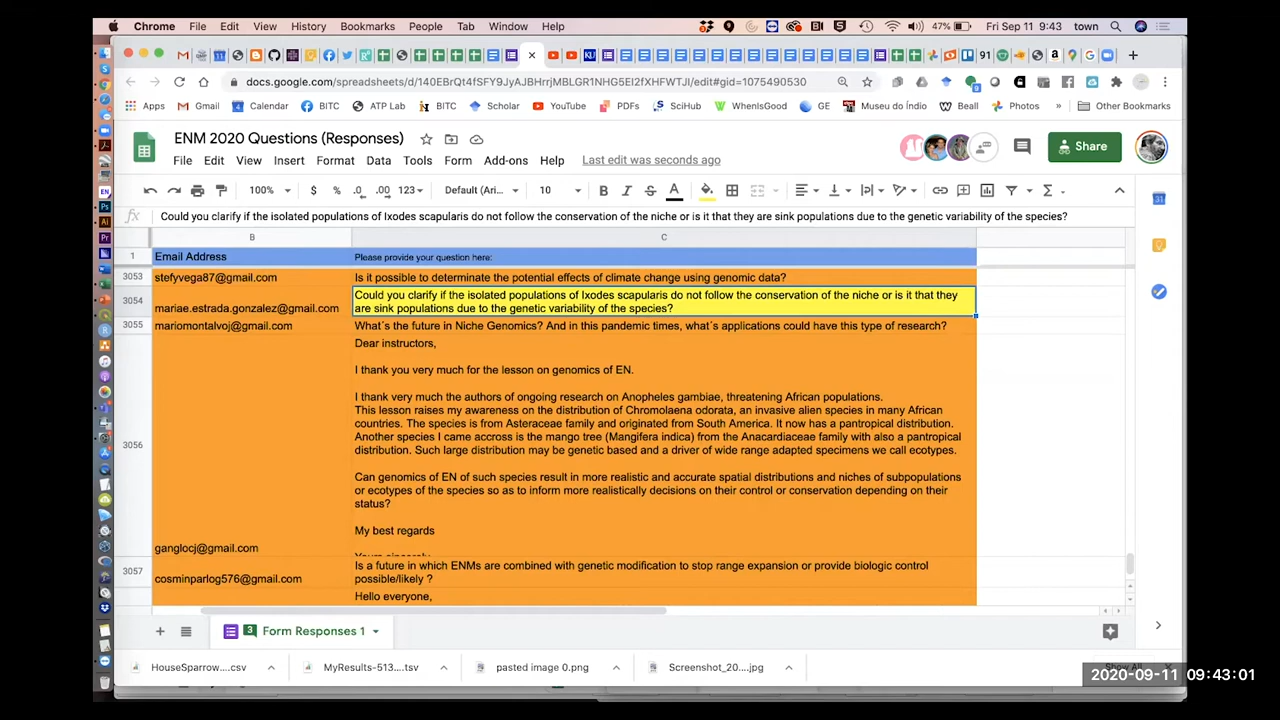 Chrome File Edit View History Bookmarks People Tab Window Help 47% Fri Sep 11 9:43 town
docs.google.com/spreadsheets/d/140EBrQt4fSFY9JyAJBHrrjMBLGR1NHG5EI2fXHFWTJI/edit#gid=1075490530
Apps Gmail Calendar BITC ATP Lab BITC Scholar YouTube PDFs SciHub WhenIsGood GE Museu do Índio Beall Photos » Other Bookmarks
ENM 2020 Questions (Responses)
Share
File Edit View Insert Format Data Tools Form Add-ons Help Last edit was seconds ago
100% $ % .0 .00 123 Default (Ari... 10 B I S A
fx Could you clarify if the isolated populations of Ixodes scapularis do not follow the conservation of the niche or is it that they are sink populations due to the genetic variability of the species?
B C
1 Email Address Please provide your question here:
3053 stefyvega87@gmail.com Is it possible to determinate the potential effects of climate change using genomic data?
3054 mariae.estrada.gonzalez@gmail.com Could you clarify if the isolated populations of Ixodes scapularis do not follow the conservation of the niche or is it that they
are sink populations due to the genetic variability of the species?
3055 mariomontalvoj@gmail.com What´s the future in Niche Genomics? And in this pandemic times, what´s applications could have this type of research?
Dear instructors,
I thank you very much for the lesson on genomics of EN.
I thank very much the authors of ongoing research on Anopheles gambiae, threatening African populations.
This lesson raises my awareness on the distribution of Chromolaena odorata, an invasive alien species in many African
countries. The species is from Asteraceae family and originated from South America. It now has a pantropical distribution.
Another species I came accross is the mango tree (Mangifera indica) from the Anacardiaceae family with also a pantropical
3056
distribution. Such large distribution may be genetic based and a driver of wide range adapted specimens we call ecotypes.
Can genomics of EN of such species result in more realistic and accurate spatial distributions and niches of subpopulations
or ecotypes of the species so as to inform more realistically decisions on their control or conservation depending on their
status?
My best regards
ganglocj@gmail.com
Yours sincerely
3057 cosminparlog576@gmail.com Is a future in which ENMs are combined with genetic modification to stop range expansion or provide biologic control
possible/likely ?
Hello everyone,
+ 3 Form Responses 1
HouseSparrow....csv MyResults-513....tsv pasted image 0.png Screenshot_20....jpg Show All
2020-09-11 09:43:01